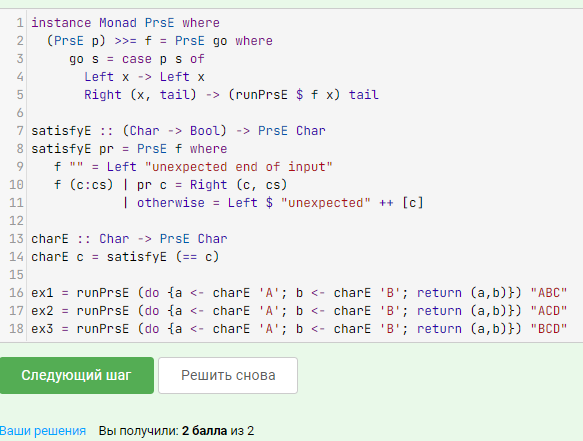 1 instance Monad PrsE where
2   (PrsE p) >>= f = PrsE go where
3      go s = case p s of
4        Left x -> Left x
5        Right (x, tail) -> (runPrsE $ f x) tail
6
7 satisfyE :: (Char -> Bool) -> PrsE Char
8 satisfyE pr = PrsE f where
9    f "" = Left "unexpected end of input"
10    f (c:cs) | pr c = Right (c, cs)
11             | otherwise = Left $ "unexpected" ++ [c]
12
13 charE :: Char -> PrsE Char
14 charE c = satisfyE (== c)
15
16 ex1 = runPrsE (do {a <- charE 'A'; b <- charE 'B'; return (a,b)}) "ABC"
17 ex2 = runPrsE (do {a <- charE 'A'; b <- charE 'B'; return (a,b)}) "ACD"
18 ex3 = runPrsE (do {a <- charE 'A'; b <- charE 'B'; return (a,b)}) "BCD"
Следующий шаг Решить снова
Ваши решения Вы получили: 2 балла из 2